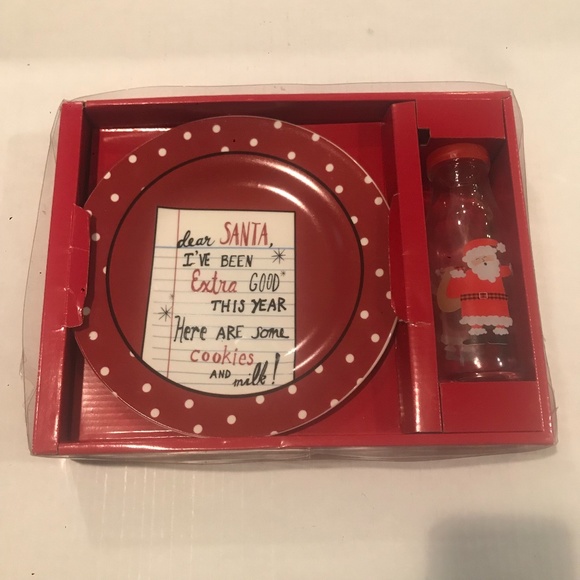 dear SANTA,
I'VE BEEN
Extra GOOD*
THIS YEAR
Here ARE some
cookies
AND milk!